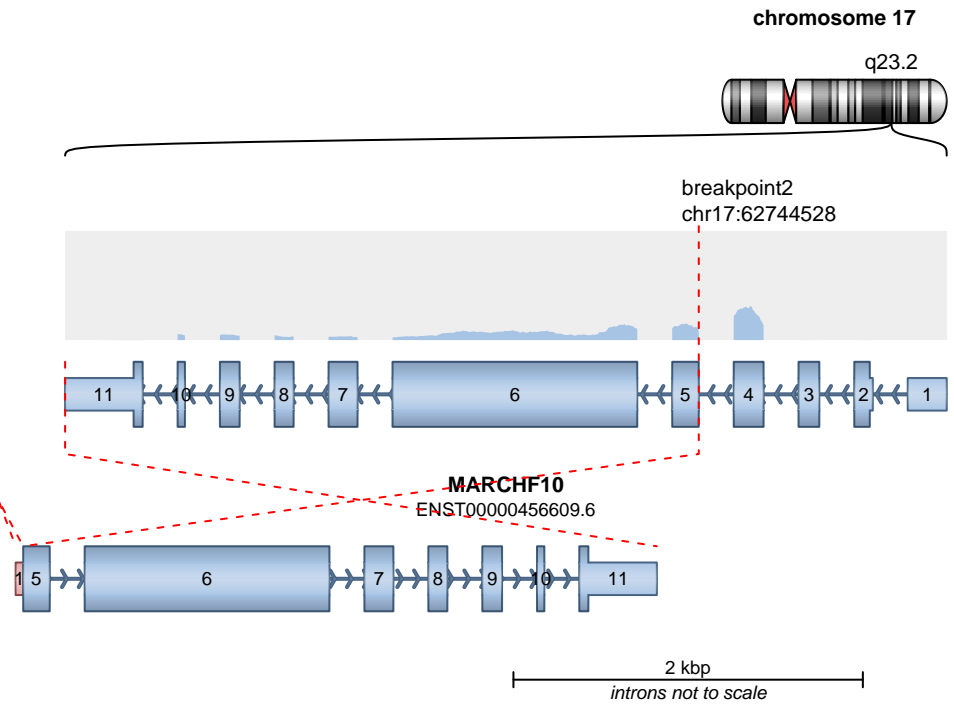 chromosome 17
q23.2
breakpoint2
chr17:62744528
11 10 9 8 7 6 5 4 3 2 1
MARCHF10
ENST00000456609.6
1 5 6 7 8 9 10 11
2 kbp
introns not to scale